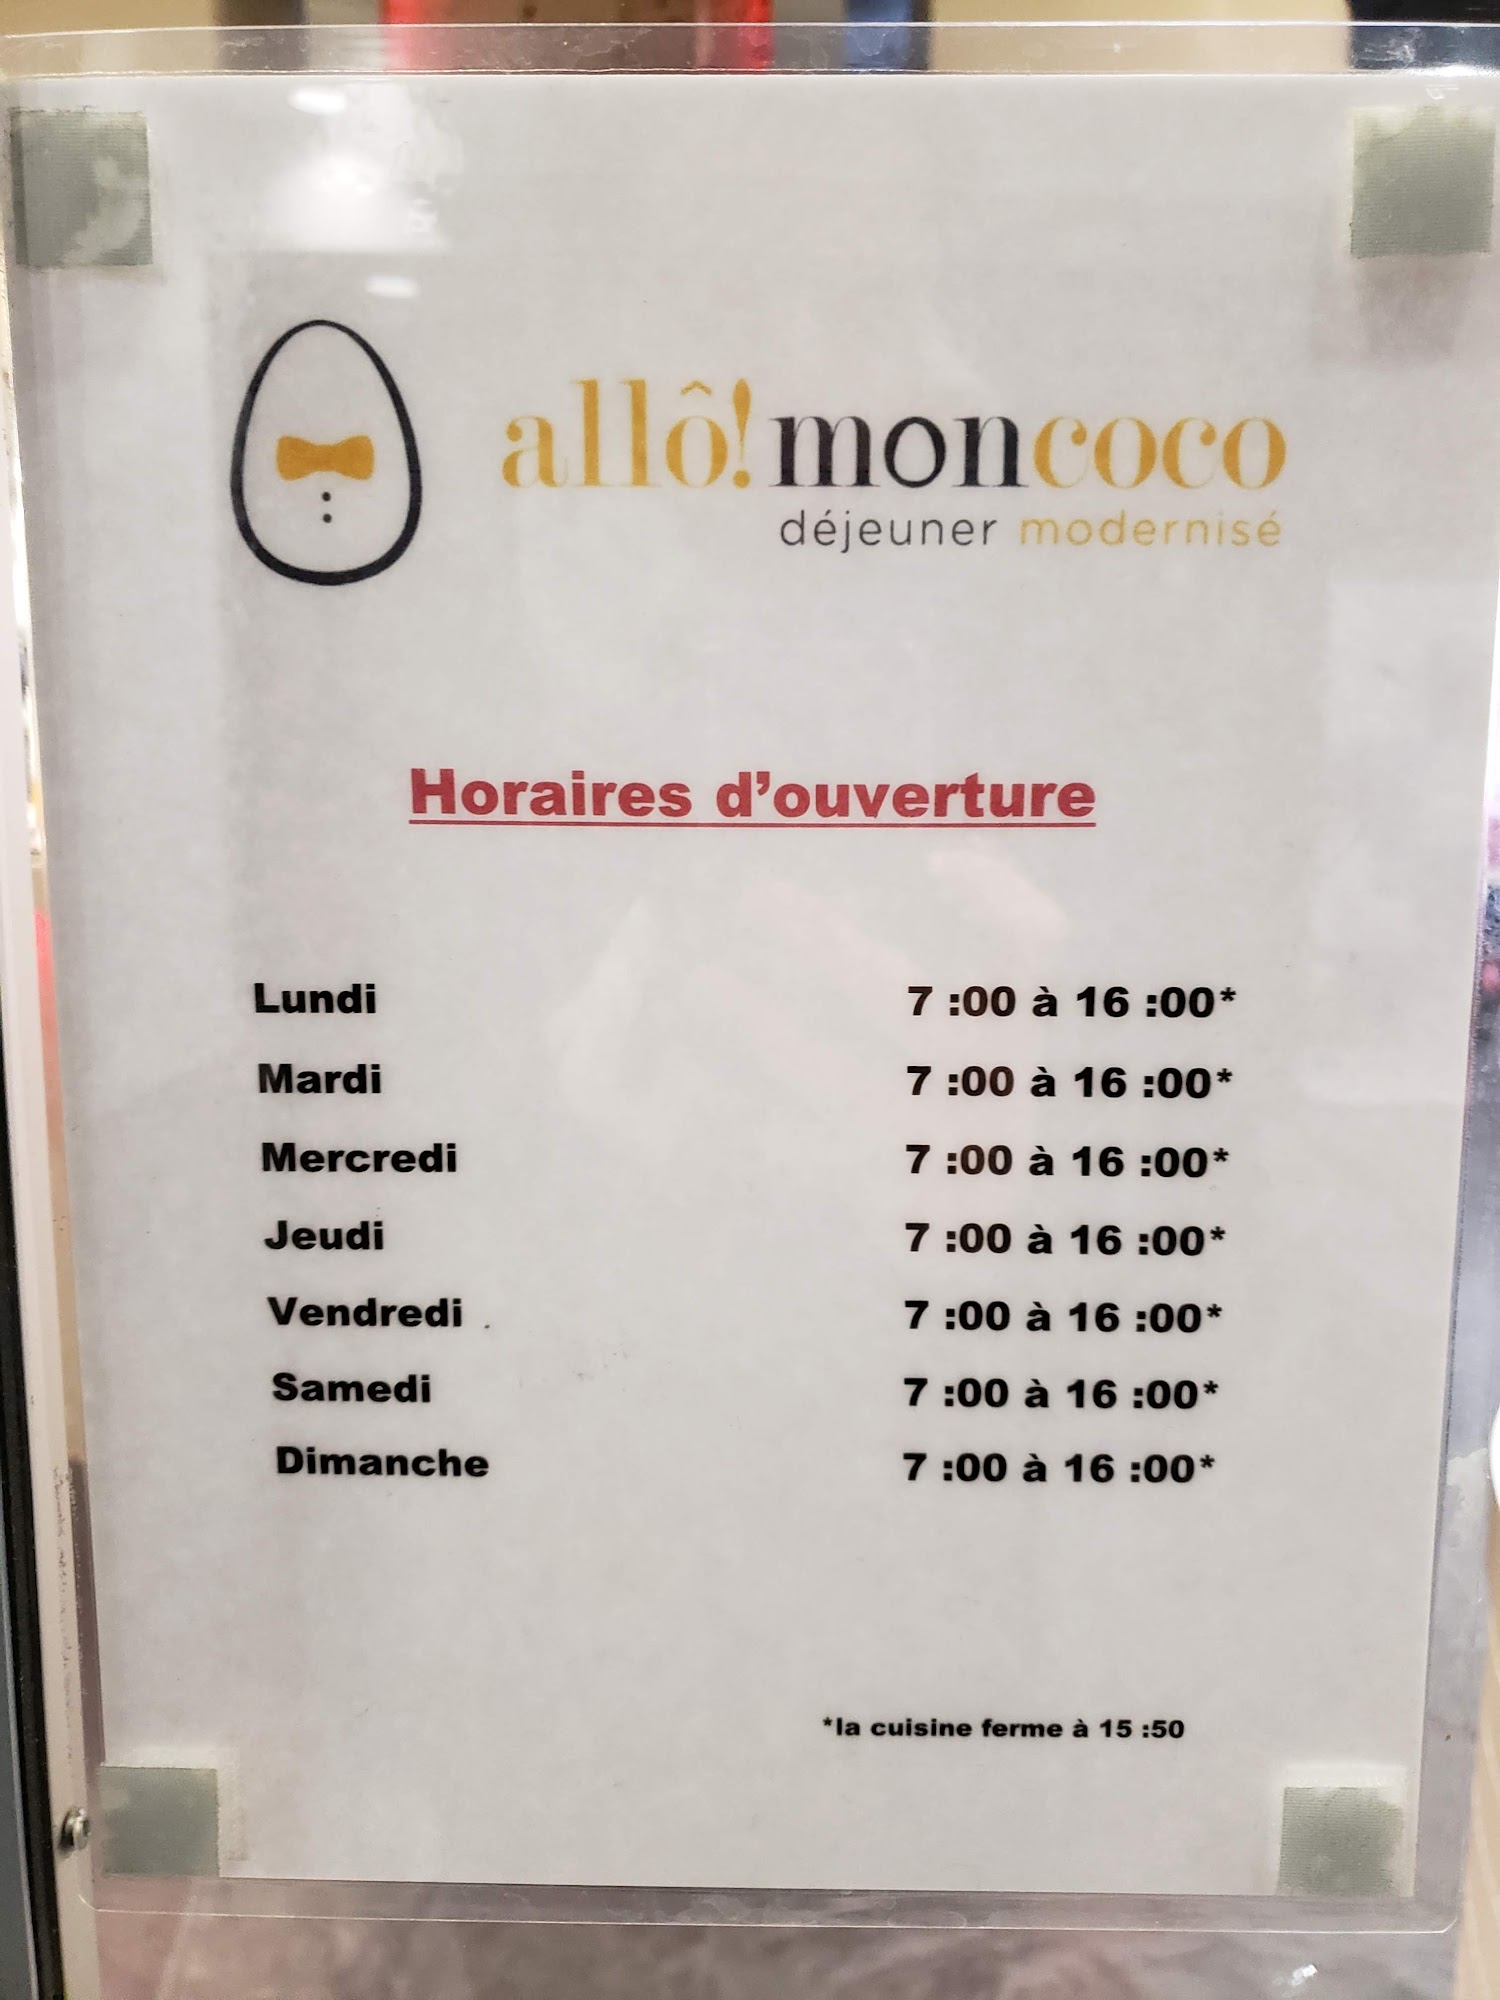 allô!moncoco
déjeuner modernisé
Horaires d'ouverture
Lundi 7 :00 à 16 :00*
Mardi 7 :00 à 16 :00*
Mercredi 7 :00 à 16 :00*
Jeudi 7 :00 à 16 :00*
Vendredi 7 :00 à 16 :00*
Samedi 7 :00 à 16 :00*
Dimanche 7 :00 à 16 :00*
*la cuisine ferme à 15 :50